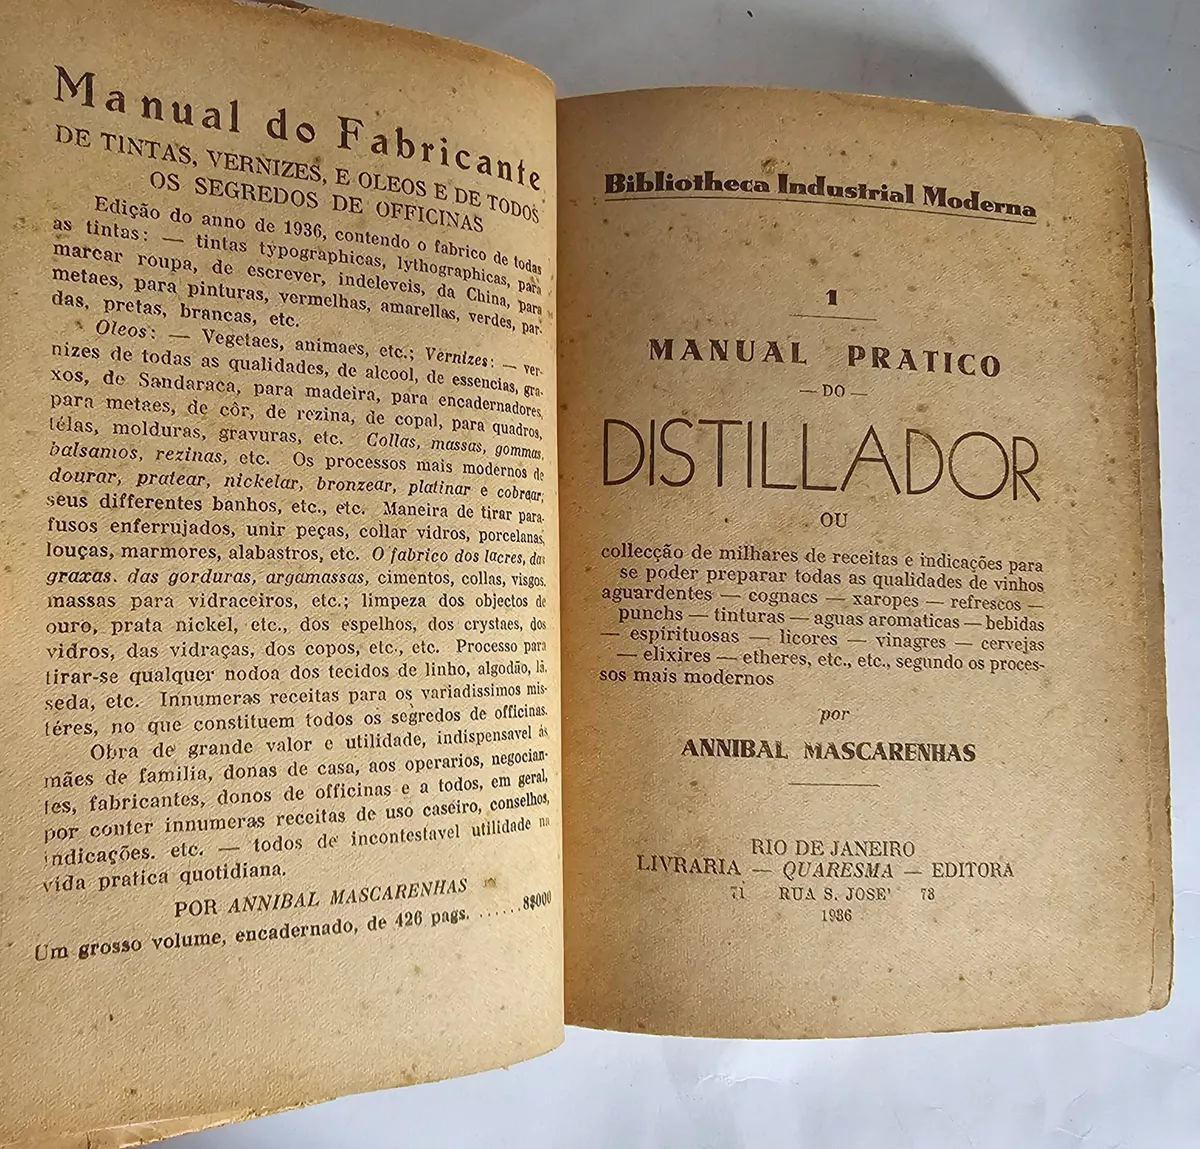 Manual do Fabricante
DE TINTAS, VERNIZES, E OLEOS E DE TODOS
OS SEGREDOS DE OFFICINAS
Edição do anno de 1936, contendo o fabrico de todas
as tintas: — tintas typographicas, lythographicas, para
marcar roupa, de escrever, indeleveis, da China, para
metaes, para pinturas, vermelhas, amarellas, verdes, par-
das, pretas, brancas, etc.
Oleos: — Vegetaes, animaes, etc.; Vernizes: — ver-
nizes de todas as qualidades, de alcool, de essencias, gra-
xos, de Sandaraca, para madeira, para encadernadores,
para metaes, de côr, de rezina, de copal, para quadros,
télas, molduras, gravuras, etc. Collas, massas, gommas,
balsamos, rezinas, etc. Os processos mais modernos de
dourar, pratear, nickelar, bronzear, platinar e cobrear;
seus differentes banhos, etc., etc. Maneira de tirar para-
fusos enferrujados, unir peças, collar vidros, porcelanas,
louças, marmores, alabastros, etc. O fabrico dos lacres, das
graxas. das gorduras, argamassas, cimentos, collas, visgos,
massas para vidraceiros, etc.; limpeza dos objectos de
ouro, prata nickel, etc., dos espelhos, dos crystaes, dos
vidros, das vidraças, dos copos, etc., etc. Processo para
tirar-se qualquer nodoa dos tecidos de linho, algodão, lã,
seda, etc. Innumeras receitas para os variadissimos mis-
téres, no que constituem todos os segredos de officinas.
Obra de grande valor e utilidade, indispensavel ás
mães de familia, donas de casa, aos operarios, negocian-
tes, fabricantes, donos de officinas e a todos, em geral,
por conter innumeras receitas de uso caseiro, conselhos,
indicações. etc. — todos de incontestavel utilidade na
vida pratica quotidiana.
POR ANNIBAL MASCARENHAS
Um grosso volume, encadernado, de 426 pags. ......8$000
Bibliotheca Industrial Moderna
1
MANUAL PRATICO
— DO —
DISTILLADOR
OU
collecção de milhares de receitas e indicações para
se poder preparar todas as qualidades de vinhos
aguardentes — cognacs — xaropes — refrescos —
punchs — tinturas — aguas aromaticas — bebidas
— espirituosas — licores — vinagres — cervejas
— elixires — etheres, etc., etc., segundo os proces-
sos mais modernos
por
ANNIBAL MASCARENHAS
RIO DE JANEIRO
LIVRARIA — QUARESMA — EDITORA
71 RUA S. JOSE' 73
1936